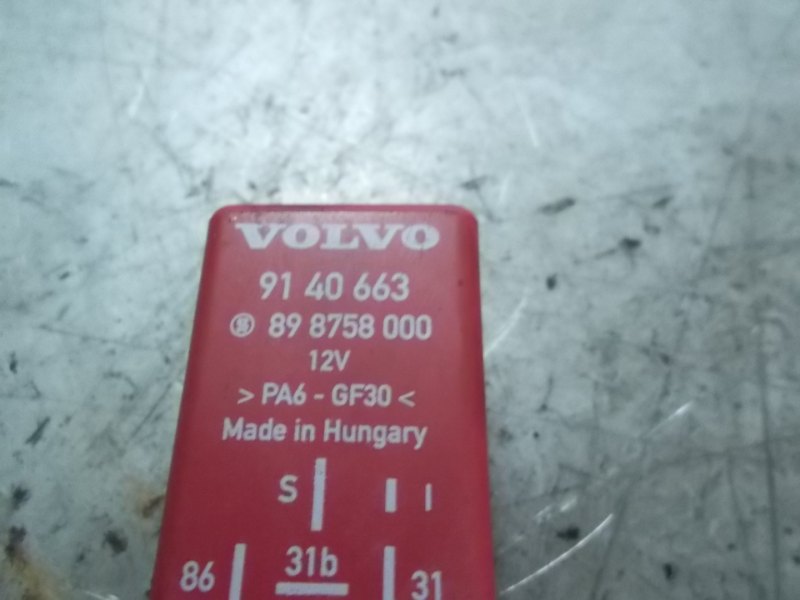 VOLVO
91 40 663
89 8758 000
12V
> PA6 - GF30 <
Made in Hungary
S I
86 31b 31